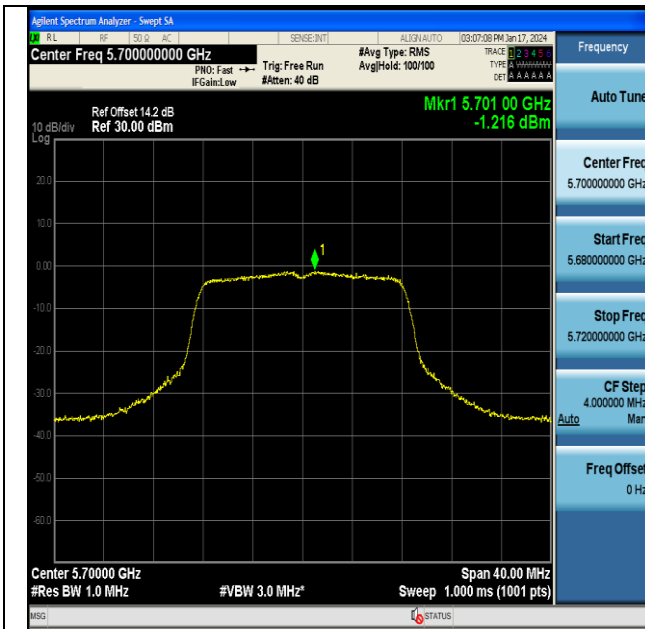 Agilent Spectrum Analyzer - Swept SA
RL RF 50 Ω AC SENSE:INT ALIGN AUTO 03:07:08 PM Jan 17, 2024
Center Freq 5.700000000 GHz
PNO: Fast
IFGain:Low
Trig: Free Run
#Atten: 40 dB
#Avg Type: RMS
Avg|Hold: 100/100
TRACE 1 2 3 4 5 6
TYPE A
DET A A A A A A
Ref Offset 14.2 dB
10 dB/div Ref 30.00 dBm
Log
Mkr1 5.701 00 GHz
-1.216 dBm
20.0
10.0
0.00
-10.0
-20.0
-30.0
-40.0
-50.0
-60.0
1
Center 5.70000 GHz Span 40.00 MHz
#Res BW 1.0 MHz #VBW 3.0 MHz* Sweep 1.000 ms (1001 pts)
MSG STATUS
Frequency
Auto Tune
Center Freq
5.700000000 GHz
Start Freq
5.680000000 GHz
Stop Freq
5.720000000 GHz
CF Step
4.000000 MHz
Auto Man
Freq Offset
0 Hz